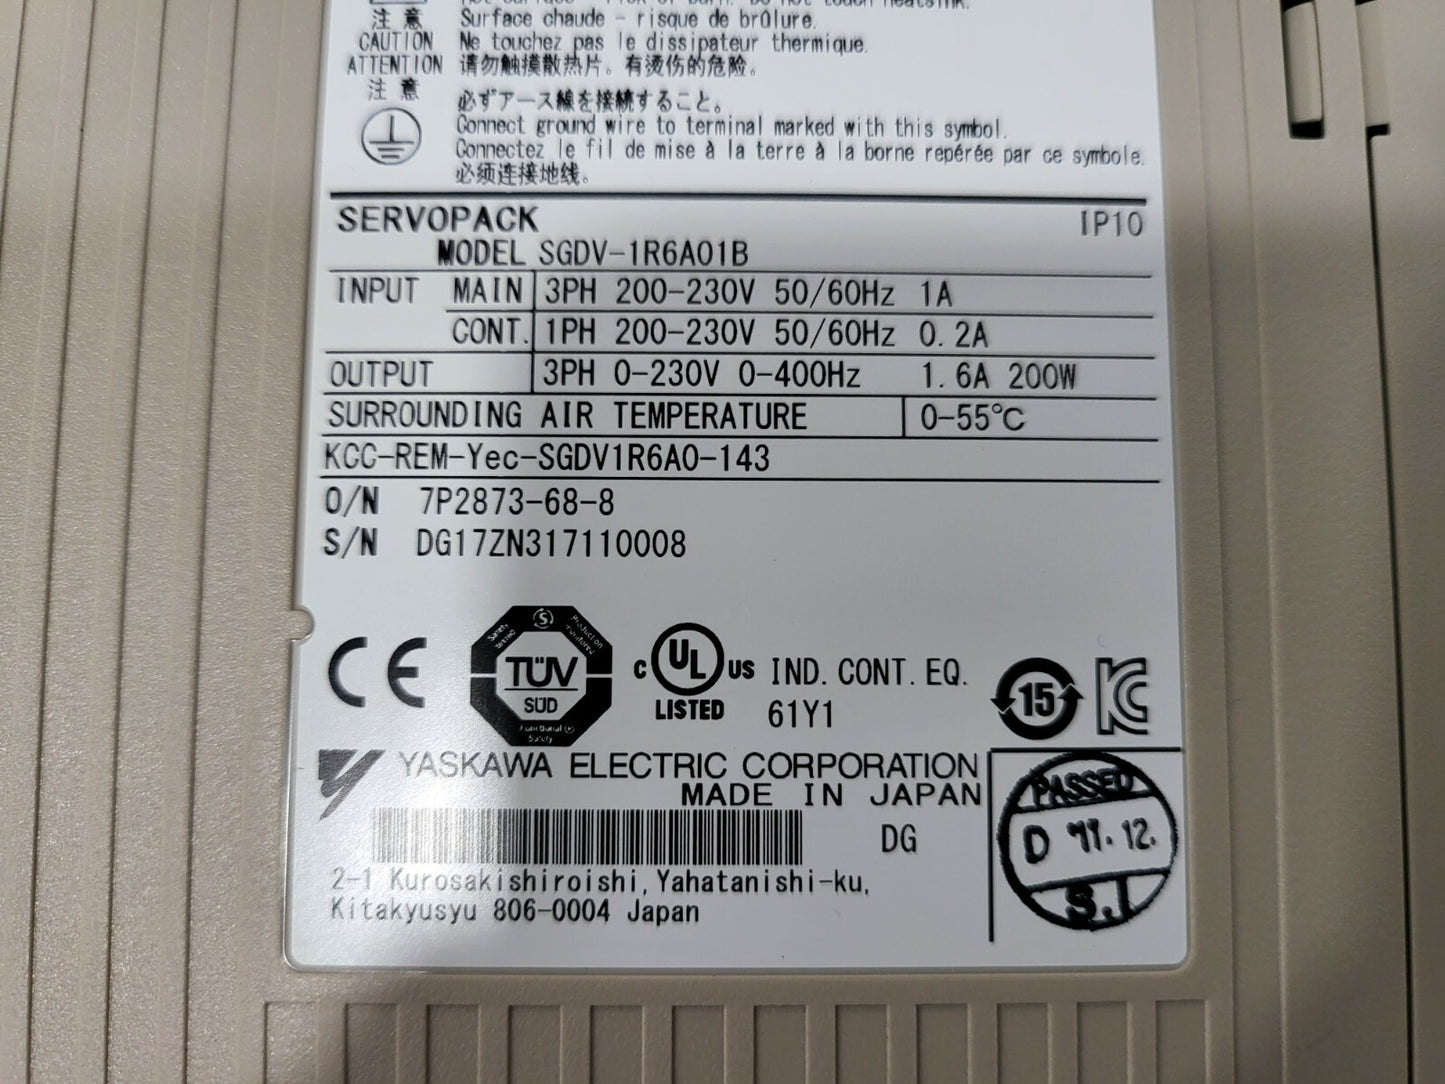 注 意
CAUTION
ATTENTION
注 意
Surface chaude - risque de brûlure.
Ne touchez pas le dissipateur thermique.
请勿触摸散热片。有烫伤的危险。
必ずアース線を接続すること。
Connect ground wire to terminal marked with this symbol.
Connectez le fil de mise à la terre à la borne repérée par ce symbole.
必须连接地线。
SERVOPACK IP10
MODEL SGDV-1R6A01B
INPUT MAIN 3PH 200-230V 50/60Hz 1A
CONT. 1PH 200-230V 50/60Hz 0.2A
OUTPUT 3PH 0-230V 0-400Hz 1.6A 200W
SURROUNDING AIR TEMPERATURE 0-55℃
KCC-REM-Yec-SGDV1R6A0-143
O/N 7P2873-68-8
S/N DG17ZN317110008
CE
Safety tested
Production monitored
TÜV
SÜD
Functional Safety
C UL US
LISTED
IND. CONT. EQ.
61Y1
15
YASKAWA ELECTRIC CORPORATION
MADE IN JAPAN
DG
2-1 Kurosakishiroishi, Yahatanishi-ku,
Kitakyusyu 806-0004 Japan
PASSED
D 11.12.
S.I